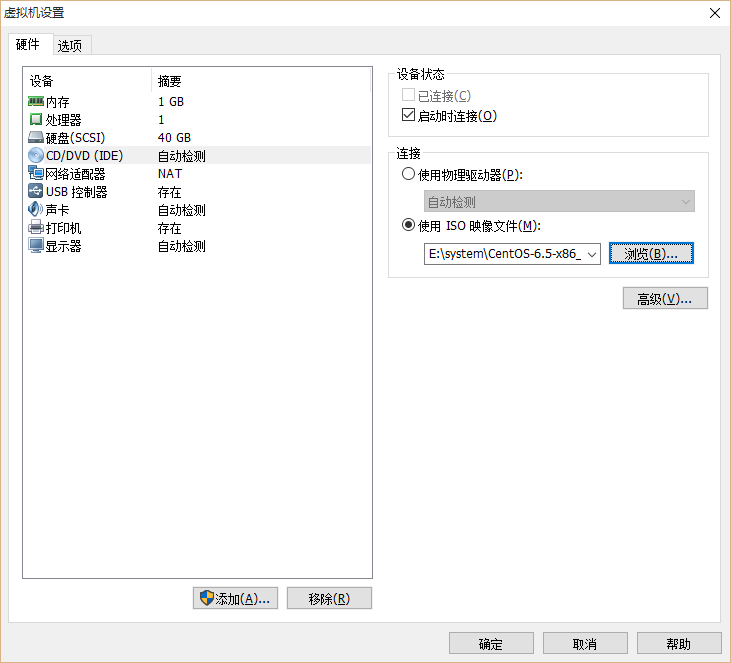 虚拟机设置
硬件 选项
设备 摘要
内存 1 GB
处理器 1
硬盘(SCSI) 40 GB
CD/DVD (IDE) 自动检测
网络适配器 NAT
USB 控制器 存在
声卡 自动检测
打印机 存在
显示器 自动检测
添加(A)... 移除(R)
设备状态
已连接(C)
启动时连接(O)
连接
使用物理驱动器(P):
自动检测
使用 ISO 映像文件(M):
E:\system\CentOS-6.5-x86_ 浏览(B)...
高级(V)...
确定 取消 帮助